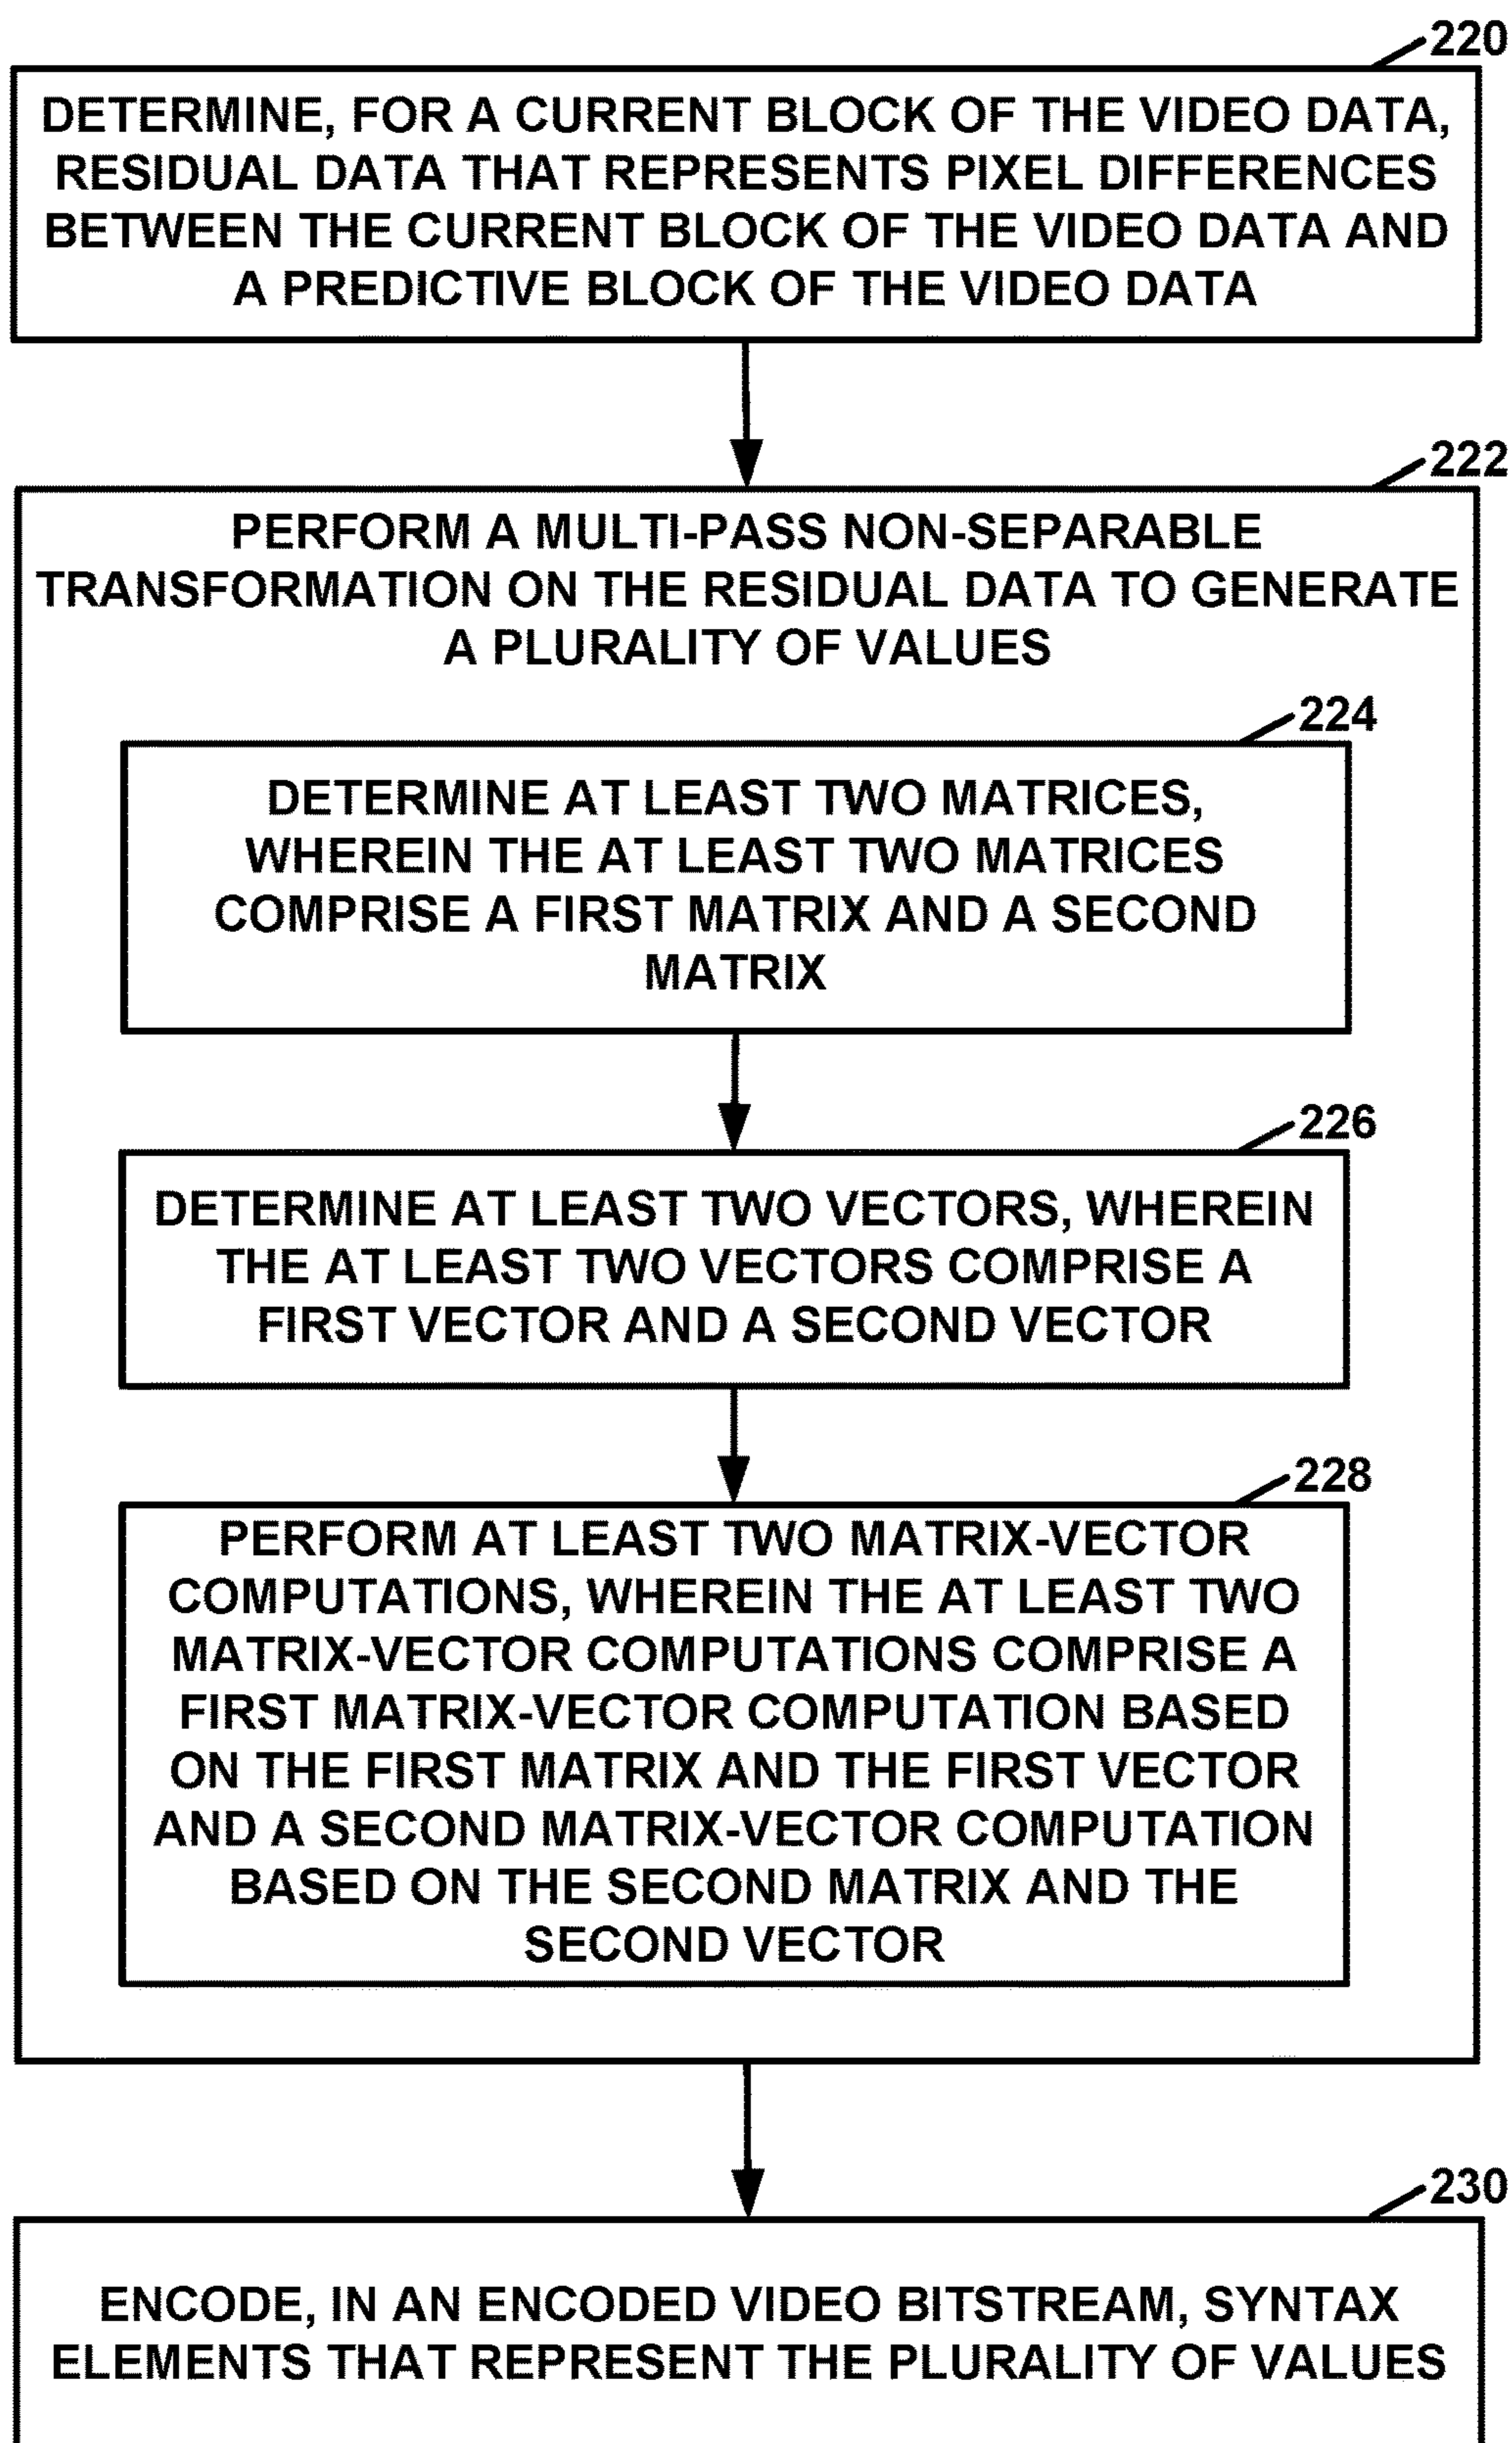 220
DETERMINE, FOR A CURRENT BLOCK OF THE VIDEO DATA,
RESIDUAL DATA THAT REPRESENTS PIXEL DIFFERENCES
BETWEEN THE CURRENT BLOCK OF THE VIDEO DATA AND
A PREDICTIVE BLOCK OF THE VIDEO DATA
222
PERFORM A MULTI-PASS NON-SEPARABLE
TRANSFORMATION ON THE RESIDUAL DATA TO GENERATE
A PLURALITY OF VALUES
224
DETERMINE AT LEAST TWO MATRICES,
WHEREIN THE AT LEAST TWO MATRICES
COMPRISE A FIRST MATRIX AND A SECOND
MATRIX
226
DETERMINE AT LEAST TWO VECTORS, WHEREIN
THE AT LEAST TWO VECTORS COMPRISE A
FIRST VECTOR AND A SECOND VECTOR
228
PERFORM AT LEAST TWO MATRIX-VECTOR
COMPUTATIONS, WHEREIN THE AT LEAST TWO
MATRIX-VECTOR COMPUTATIONS COMPRISE A
FIRST MATRIX-VECTOR COMPUTATION BASED
ON THE FIRST MATRIX AND THE FIRST VECTOR
AND A SECOND MATRIX-VECTOR COMPUTATION
BASED ON THE SECOND MATRIX AND THE
SECOND VECTOR
230
ENCODE, IN AN ENCODED VIDEO BITSTREAM, SYNTAX
ELEMENTS THAT REPRESENT THE PLURALITY OF VALUES